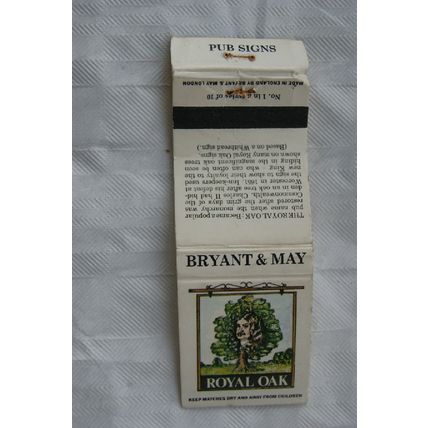 PUB SIGNS
MADE IN ENGLAND BY BRYANT & MAY LONDON
No. 1 in a series of 10
THE ROYAL OAK. Became a popular
pub name when the monarchy was
restored after the grim days of the
Commonwealth. Charles II had hid-
den in an oak tree after his defeat at
Worcester in 1651. Inn-keepers used
the sign to show their loyalty to the
new King - who can often be seen
hiding in the magnificent oak trees
shown on many Royal Oak signs.
(Based on a Whitbread sign.)
BRYANT & MAY
ROYAL OAK
KEEP MATCHES DRY AND AWAY FROM CHILDREN